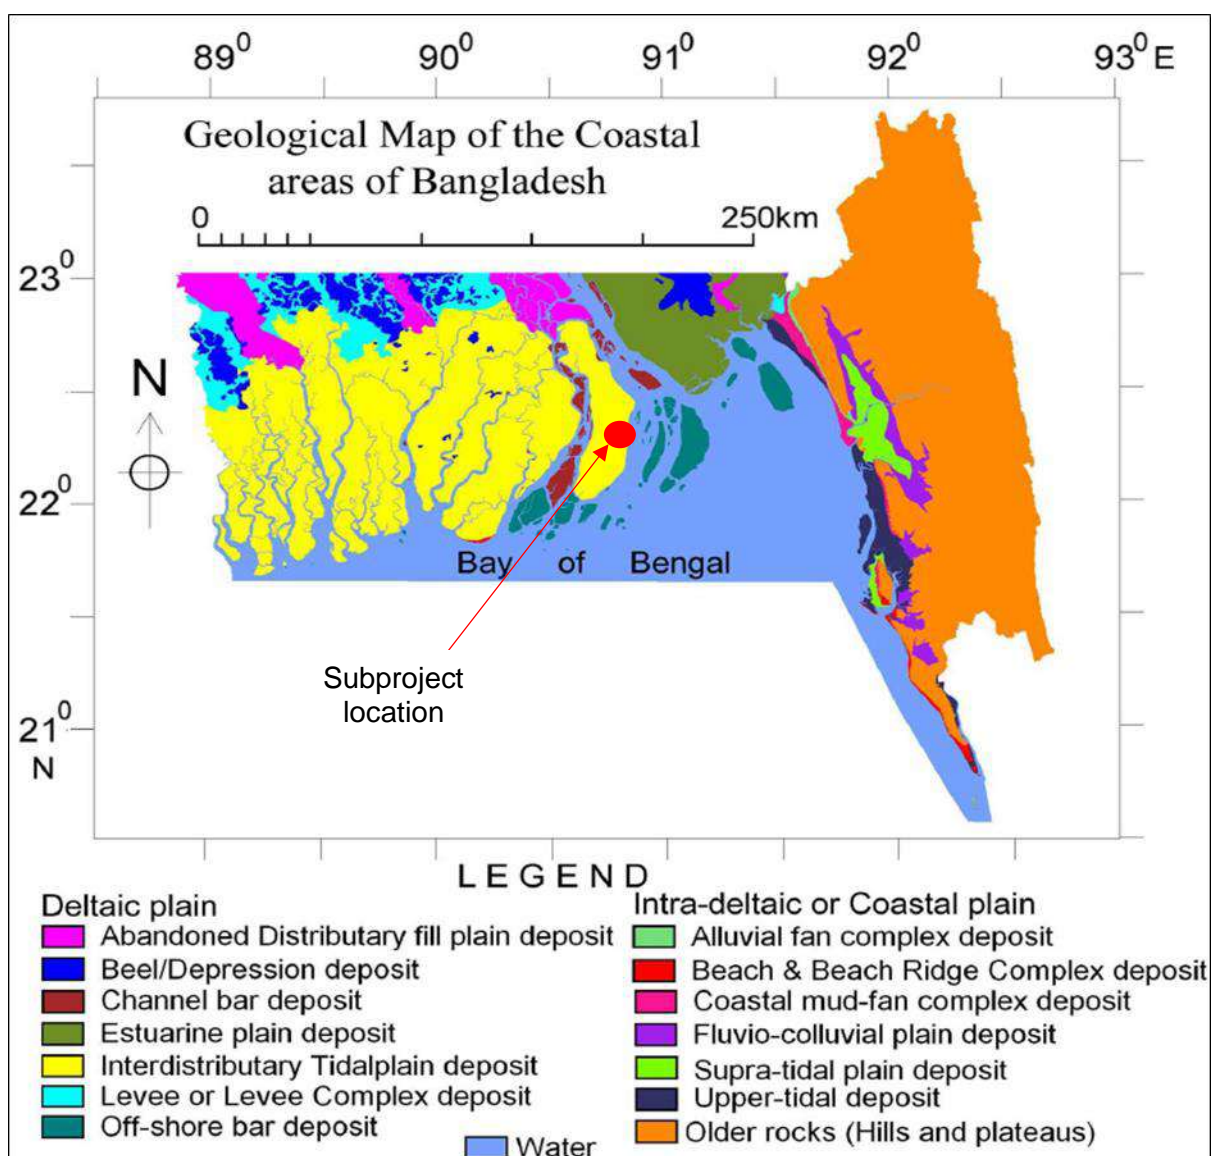 89⁰ 90⁰ 91⁰ 92⁰ 93⁰ E
Geological Map of the Coastal
areas of Bangladesh
0 250km
23⁰
N
22⁰
Bay of Bengal
Subproject
location
21⁰
N
LEGEND
Deltaic plain
Abandoned Distributary fill plain deposit
Beel/Depression deposit
Channel bar deposit
Estuarine plain deposit
Interdistributary Tidalplain deposit
Levee or Levee Complex deposit
Off-shore bar deposit
Water
Intra-deltaic or Coastal plain
Alluvial fan complex deposit
Beach & Beach Ridge Complex deposit
Coastal mud-fan complex deposit
Fluvio-colluvial plain deposit
Supra-tidal plain deposit
Upper-tidal deposit
Older rocks (Hills and plateaus)